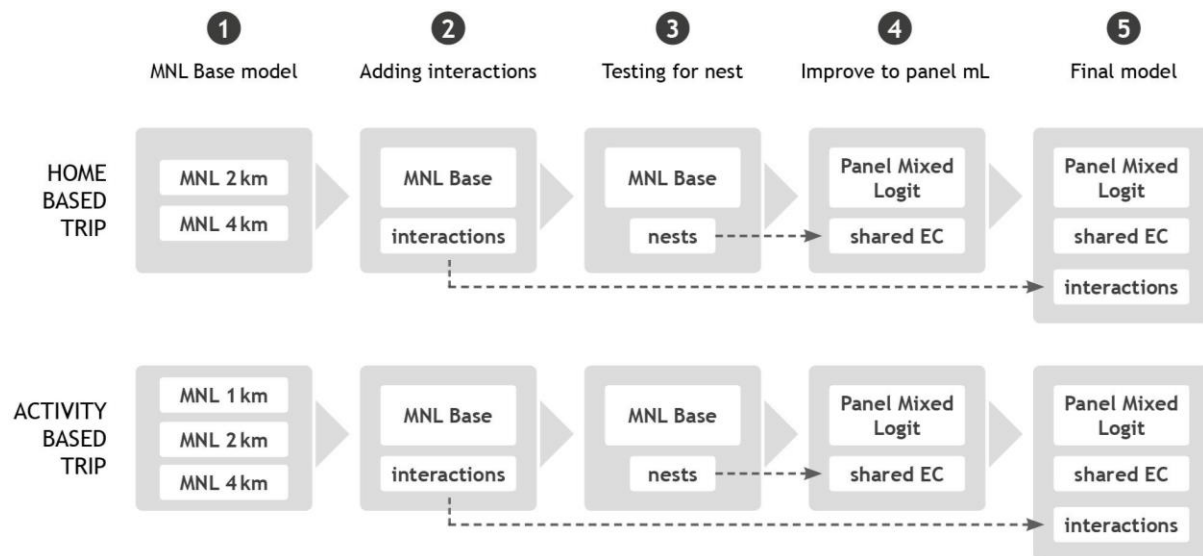 1
2
3
4
5
MNL Base model
Adding interactions
Testing for nest
Improve to panel mL
Final model
HOME
BASED
TRIP
MNL 2 km
MNL 4 km
MNL Base
interactions
MNL Base
nests
Panel Mixed
Logit
shared EC
Panel Mixed
Logit
shared EC
interactions
ACTIVITY
BASED
TRIP
MNL 1 km
MNL 2 km
MNL 4 km
MNL Base
interactions
MNL Base
nests
Panel Mixed
Logit
shared EC
Panel Mixed
Logit
shared EC
interactions